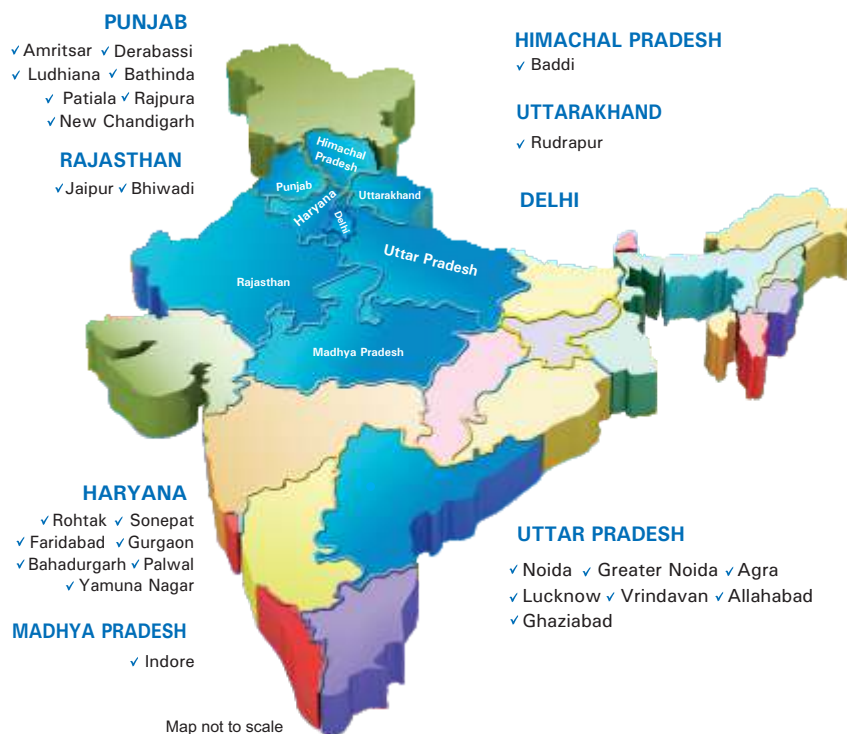 PUNJAB
✓ Amritsar ✓ Derabassi
✓ Ludhiana ✓ Bathinda
✓ Patiala ✓ Rajpura
✓ New Chandigarh
RAJASTHAN
✓ Jaipur ✓ Bhiwadi
HIMACHAL PRADESH
✓ Baddi
UTTARAKHAND
✓ Rudrapur
DELHI
Himachal
Pradesh
Punjab
Haryana
Uttarakhand
Delhi
Uttar Pradesh
Rajasthan
Madhya Pradesh
HARYANA
✓ Rohtak ✓ Sonepat
✓ Faridabad ✓ Gurgaon
✓ Bahadurgarh ✓ Palwal
✓ Yamuna Nagar
MADHYA PRADESH
✓ Indore
UTTAR PRADESH
✓ Noida ✓ Greater Noida ✓ Agra
✓ Lucknow ✓ Vrindavan ✓ Allahabad
✓ Ghaziabad
Map not to scale